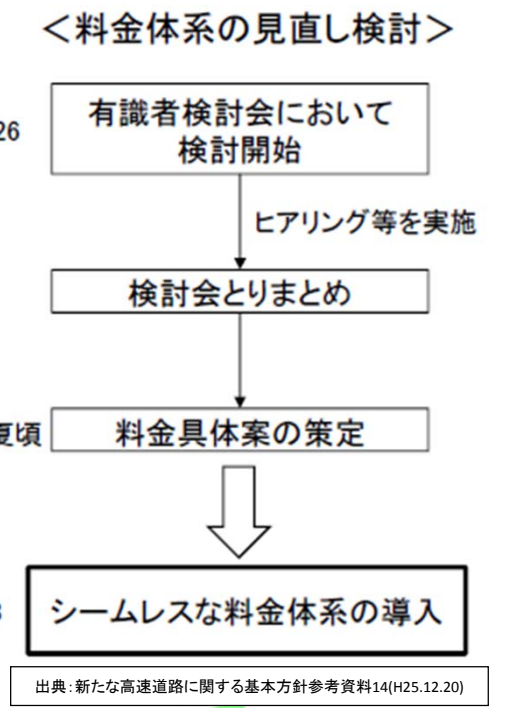 ＜料金体系の見直し検討＞
26
有識者検討会において
検討開始
ヒアリング等を実施
検討会とりまとめ
夏頃
料金具体案の策定
シームレスな料金体系の導入
出典：新たな高速道路に関する基本方針参考資料14(H25.12.20)